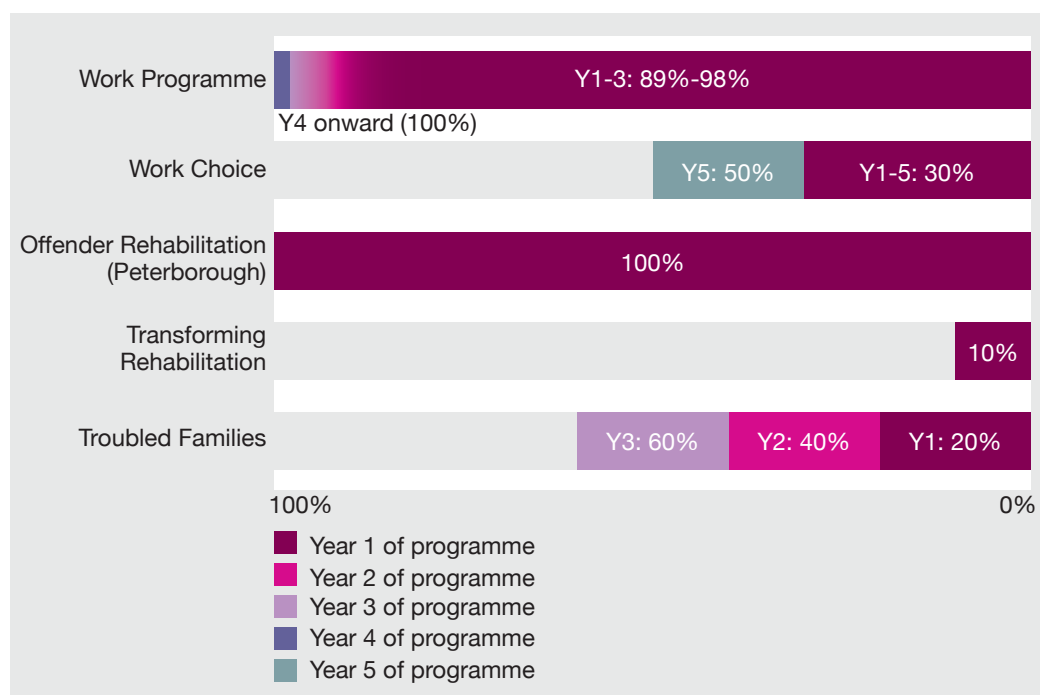 Work Programme
Y1-3: 89%-98%
Y4 onward (100%)
Work Choice
Y5: 50%
Y1-5: 30%
Offender Rehabilitation
(Peterborough)
100%
Transforming
Rehabilitation
10%
Troubled Families
Y3: 60%
Y2: 40%
Y1: 20%
100%
0%
Year 1 of programme
Year 2 of programme
Year 3 of programme
Year 4 of programme
Year 5 of programme